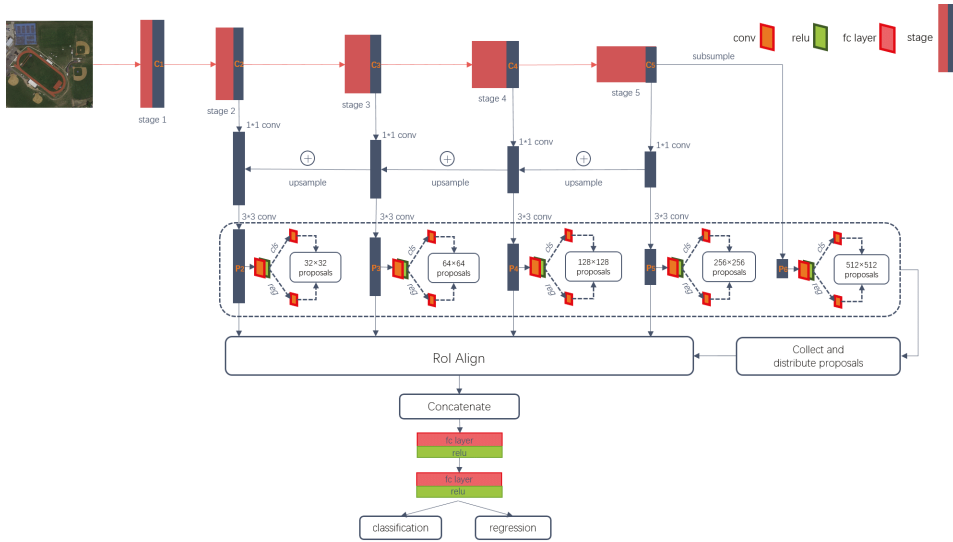 conv
relu
fc layer
stage
C1
C2
C3
C4
C5
subsume
stage 1
stage 2
stage 3
stage 4
stage 5
1*1 conv
1*1 conv
1*1 conv
1*1 conv
upsample
upsample
upsample
3*3 conv
3*3 conv
3*3 conv
3*3 conv
P2
cls
reg
32×32
proposals
P3
cls
reg
64×64
proposals
P4
cls
reg
128×128
proposals
P5
cls
reg
256×256
proposals
P6
cls
reg
512×512
proposals
RoI Align
Collect and
distribute proposals
Concatenate
fc layer
relu
fc layer
relu
classification
regression